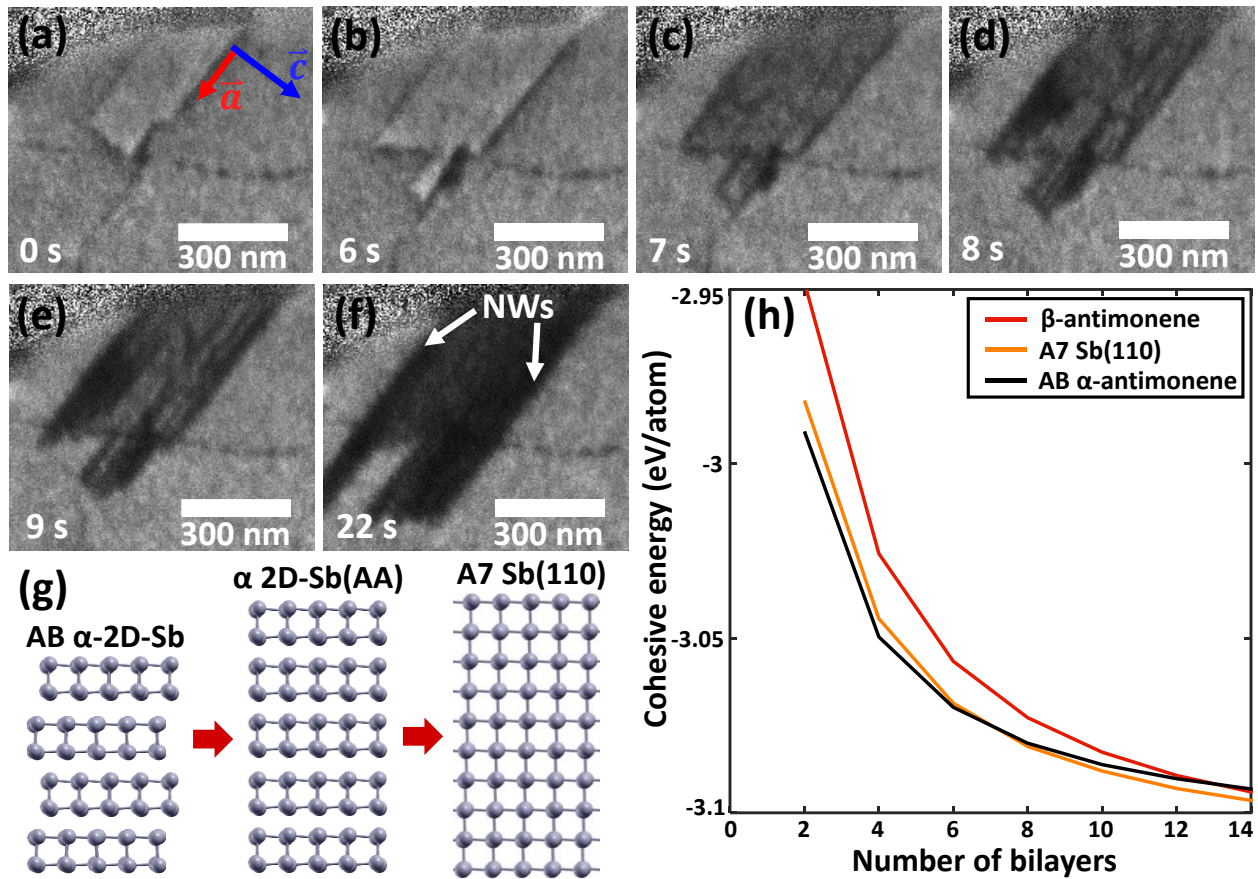 (a)
a
c
0 s
300 nm
(b)
6 s
300 nm
(c)
7 s
300 nm
(d)
8 s
300 nm
(e)
9 s
300 nm
(f)
NWs
22 s
300 nm
(g)
AB α-2D-Sb
α 2D-Sb(AA)
A7 Sb(110)
(h)
β-antimonene
A7 Sb(110)
AB α-antimonene
Cohesive energy (eV/atom)
-2.95
-3
-3.05
-3.1
0 2 4 6 8 10 12 14
Number of bilayers